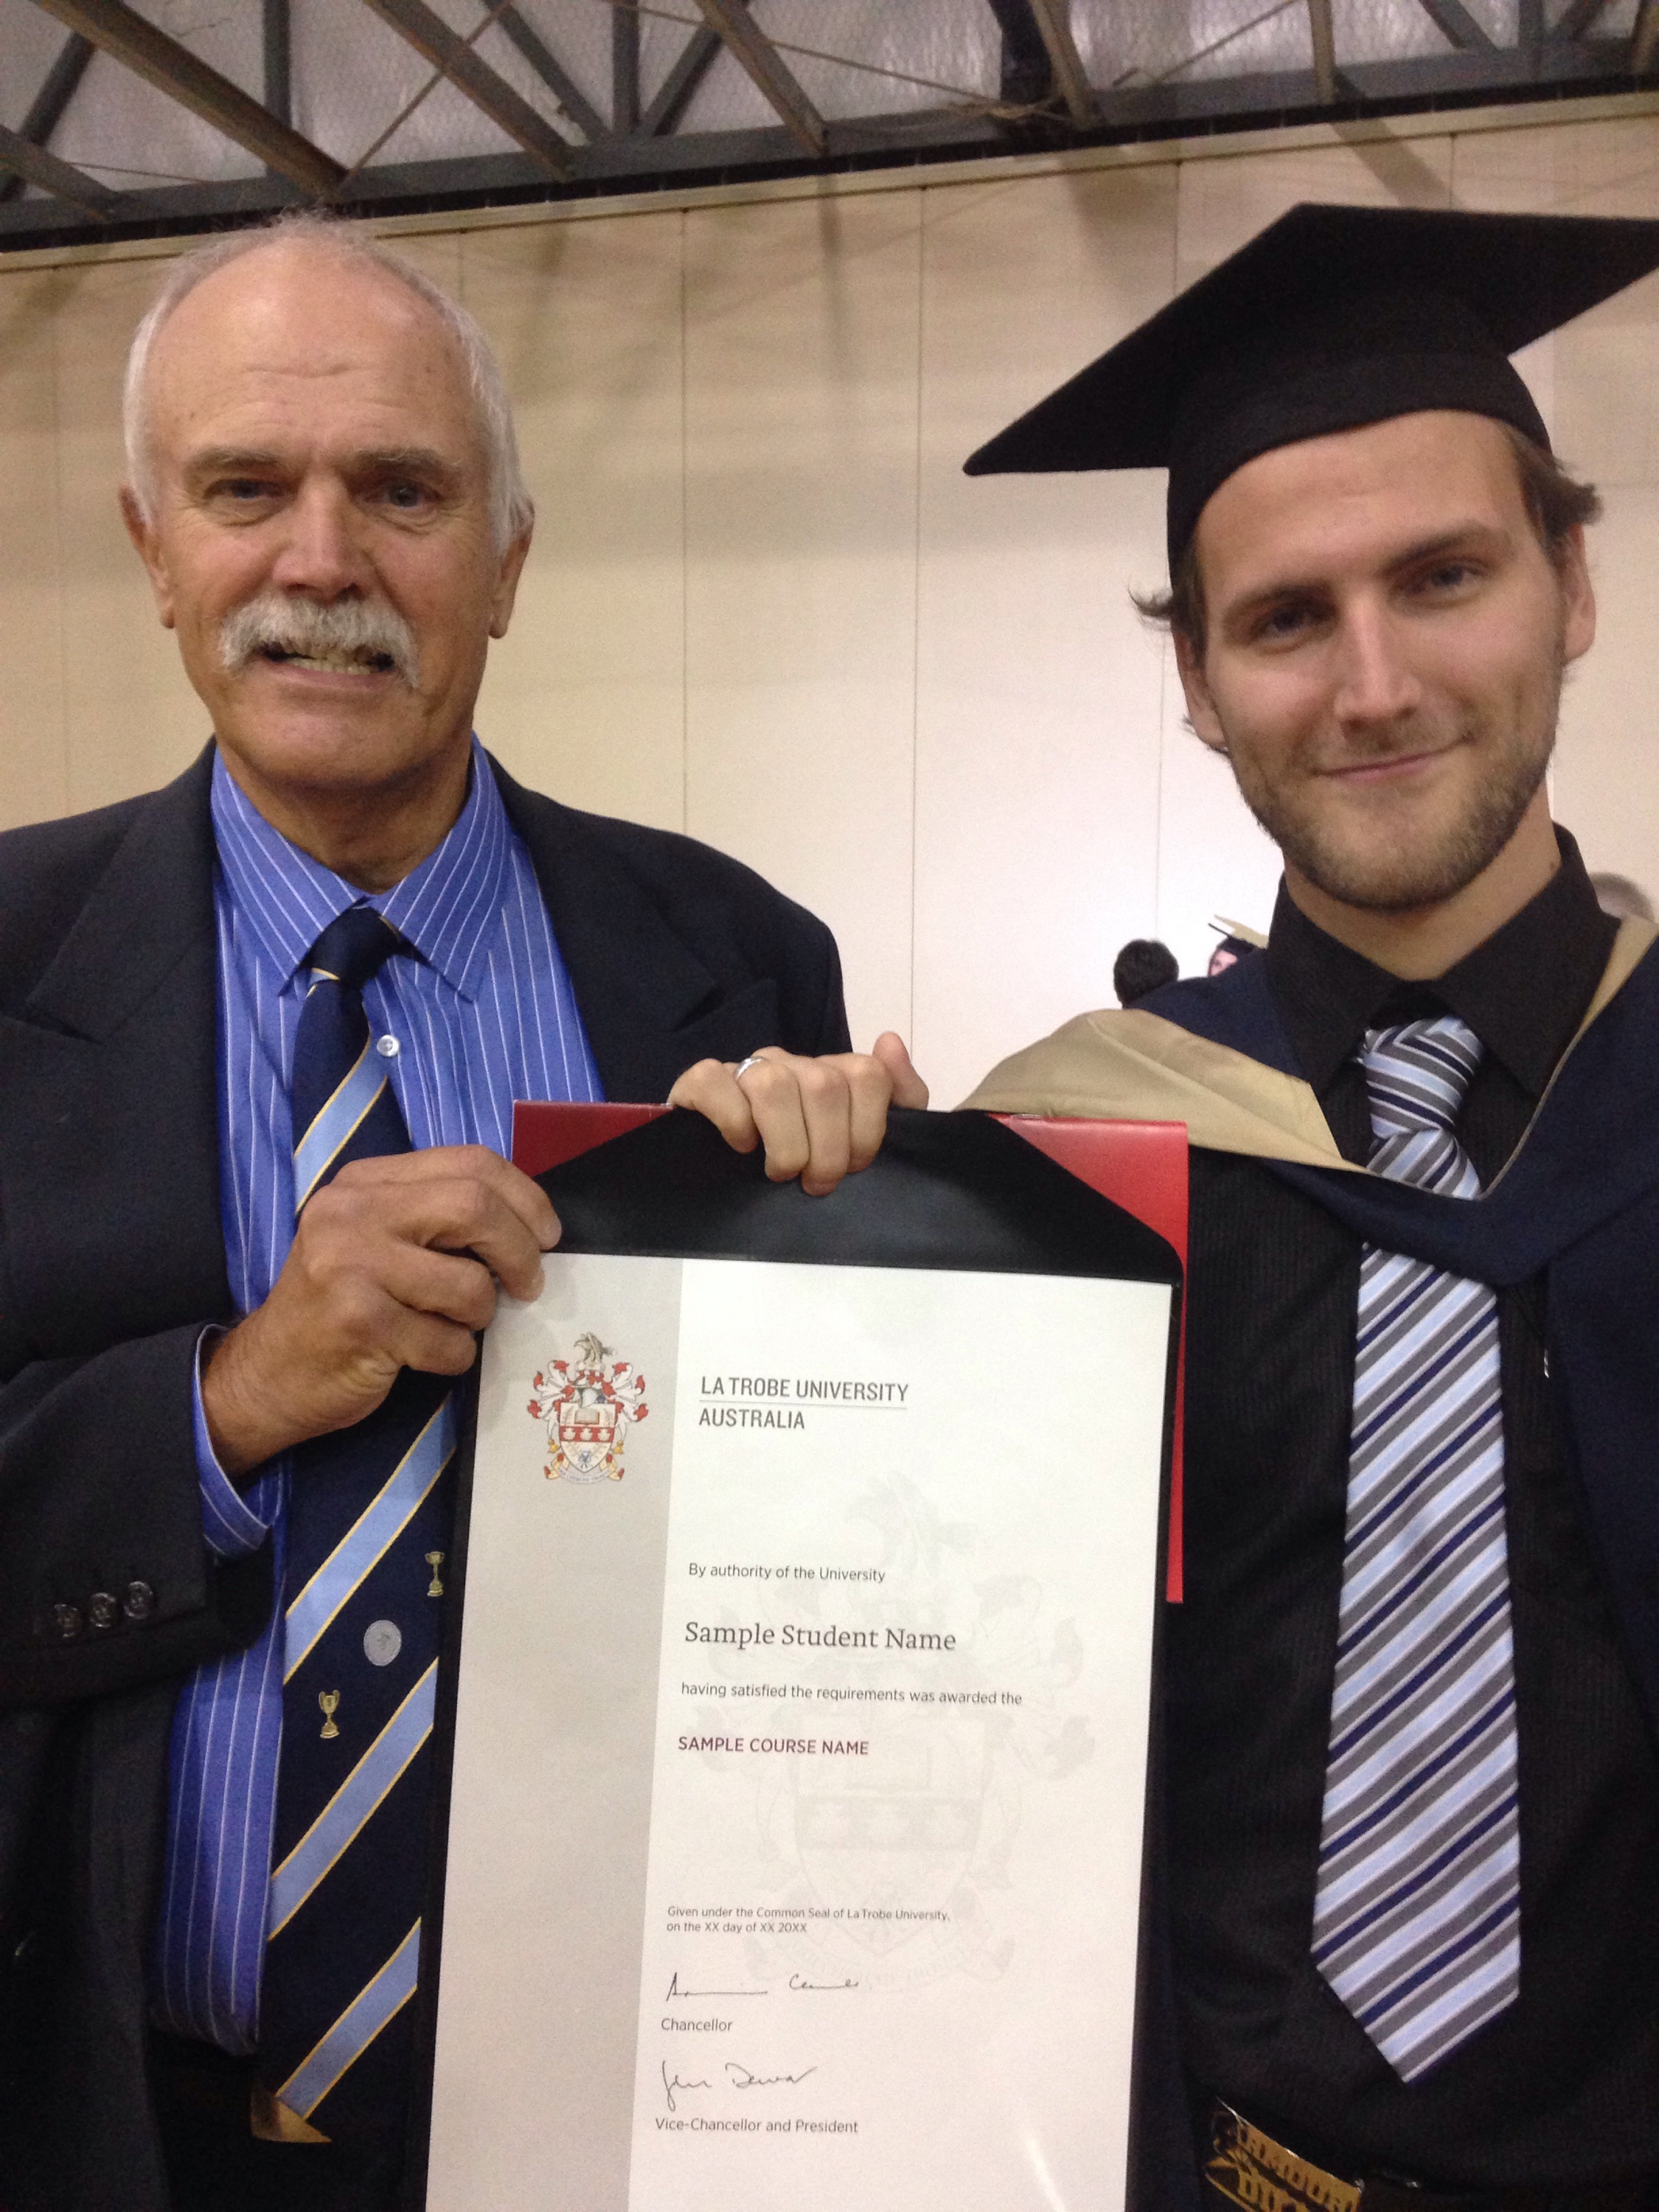 LA TROBE UNIVERSITY
AUSTRALIA
By authority of the University
Sample Student Name
having satisfied the requirements was awarded the
SAMPLE COURSE NAME
Given under the Common Seal of La Trobe University,
on the XX day of XX 20XX
Chancellor
Vice-Chancellor and President